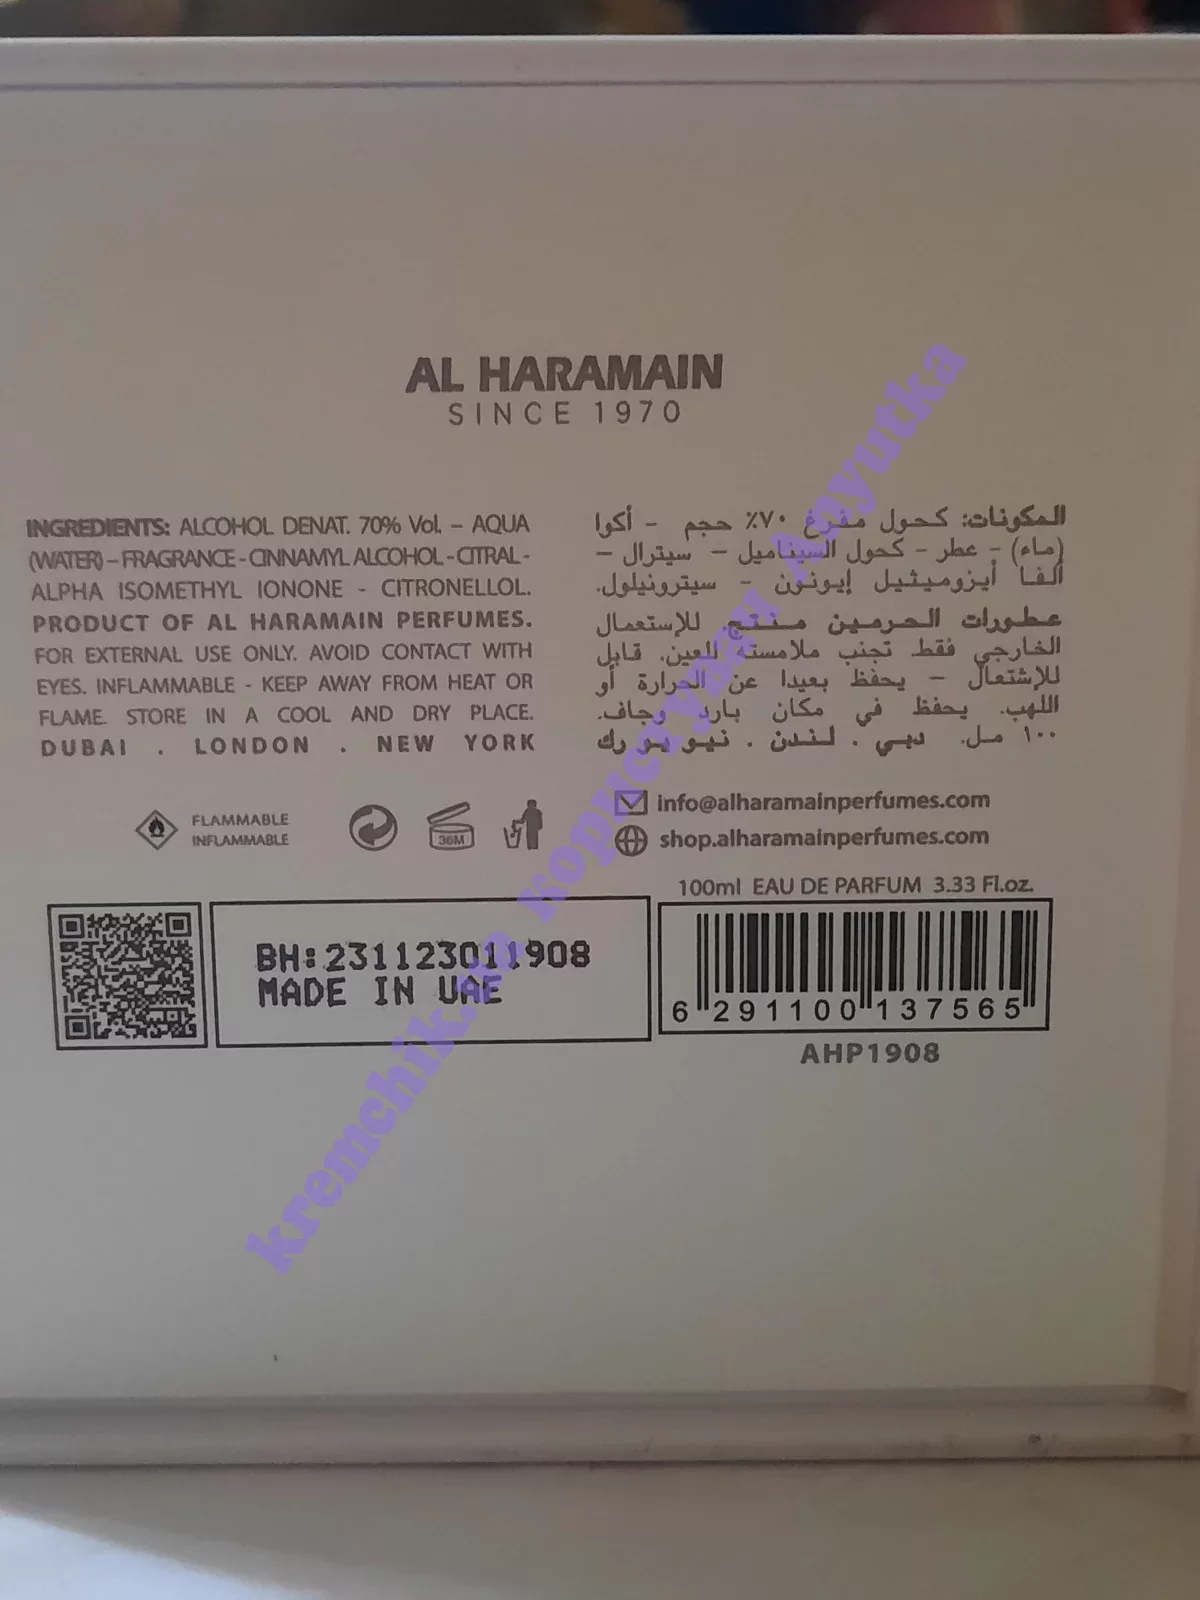 AL HARAMAIN
SINCE 1970
INGREDIENTS: ALCOHOL DENAT. 70% Vol. – AQUA
(WATER) – FRAGRANCE - CINNAMYL ALCOHOL - CITRAL -
ALPHA ISOMETHYL IONONE - CITRONELLOL.
PRODUCT OF AL HARAMAIN PERFUMES.
FOR EXTERNAL USE ONLY. AVOID CONTACT WITH
EYES. INFLAMMABLE - KEEP AWAY FROM HEAT OR
FLAME. STORE IN A COOL AND DRY PLACE.
DUBAI . LONDON . NEW YORK
المكونات: كحول مفرغ ٧٠٪ حجم - أكوا
(ماء) - عطر - كحول السيناميل – سيترال –
ألفا أيزوميثيل إيونون - سيترونيلول.
عطورات الحرمين منتج للإستعمال
الخارجي فقط تجنب ملامسته للعين. قابل
للإشتعال – يحفظ بعيدا عن الحرارة أو
اللهب. يحفظ في مكان بارد وجاف.
١٠٠ مل. دبي . لندن . نيو يورك
FLAMMABLE
INFLAMMABLE
36M
info@alharamainperfumes.com
shop.alharamainperfumes.com
100ml EAU DE PARFUM 3.33 Fl.oz.
BH:231123011908
MADE IN UAE
6 291100 137565
AHP1908
kremchik.ua користувач Anyutka